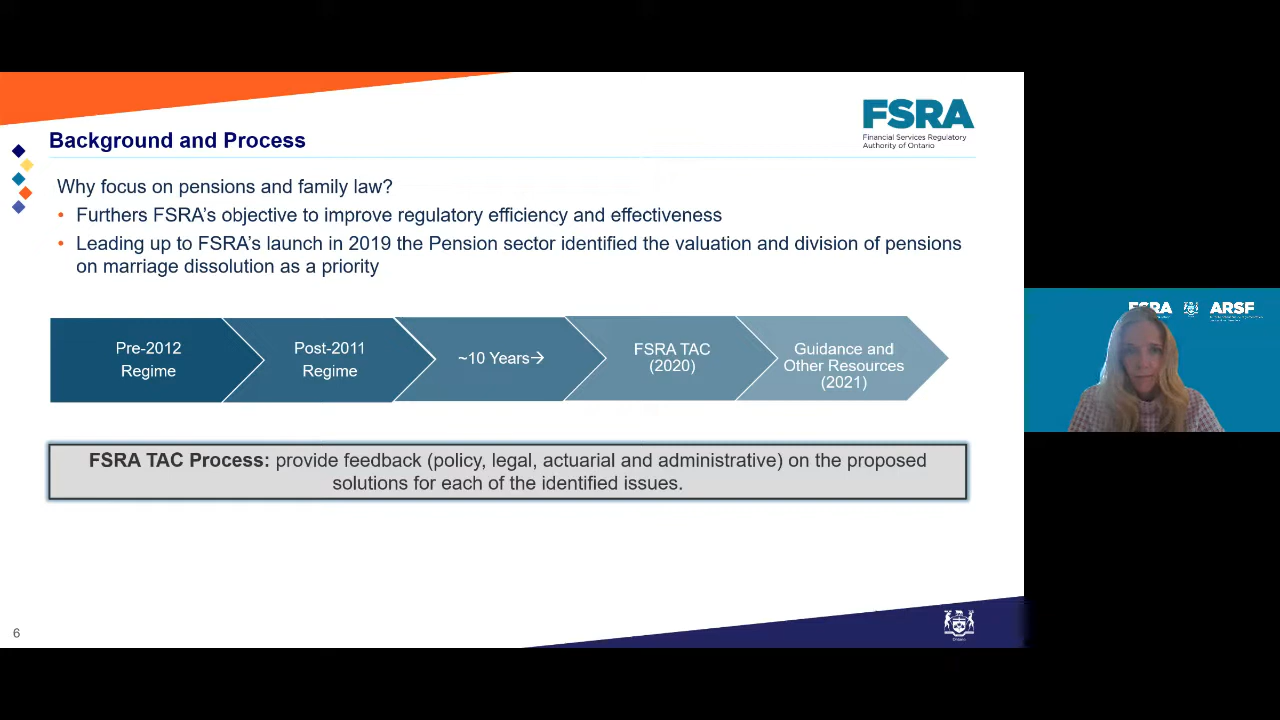 FSRA
Financial Services Regulatory
Authority of Ontario
Background and Process
Why focus on pensions and family law?
• Furthers FSRA's objective to improve regulatory efficiency and effectiveness
• Leading up to FSRA's launch in 2019 the Pension sector identified the valuation and division of pensions
on marriage dissolution as a priority
Pre-2012
Regime
Post-2011
Regime
~10 Years→
FSRA TAC
(2020)
Guidance and
Other Resources
(2021)
FSRA TAC Process: provide feedback (policy, legal, actuarial and administrative) on the proposed
solutions for each of the identified issues.
6
Ontario
FSRA
ARSF